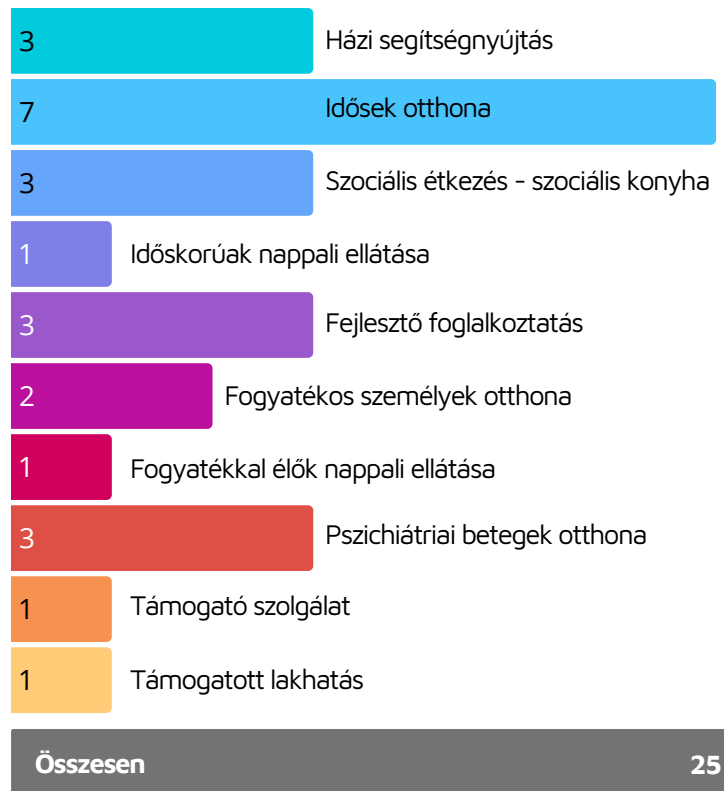 3 Házi segítségnyújtás
7 Idősek otthona
3 Szociális étkezés - szociális konyha
1 Időskorúak nappali ellátása
3 Fejlesztő foglalkoztatás
2 Fogyatékos személyek otthona
1 Fogyatékkal élők nappali ellátása
3 Pszichiátriai betegek otthona
1 Támogató szolgálat
1 Támogatott lakhatás
Összesen 25